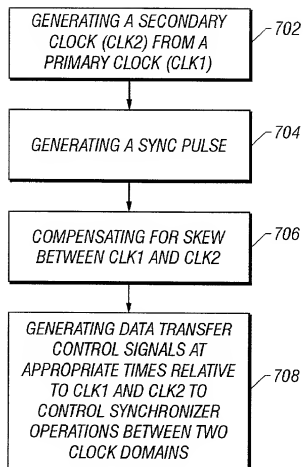 GENERATING A SECONDARY
CLOCK (CLK2) FROM A
PRIMARY CLOCK (CLK1)
702
GENERATING A SYNC PULSE
704
COMPENSATING FOR SKEW
BETWEEN CLK1 AND CLK2
706
GENERATING DATA TRANSFER
CONTROL SIGNALS AT
APPROPRIATE TIMES RELATIVE
TO CLK1 AND CLK2 TO
CONTROL SYNCHRONIZER
OPERATIONS BETWEEN TWO
CLOCK DOMAINS
708